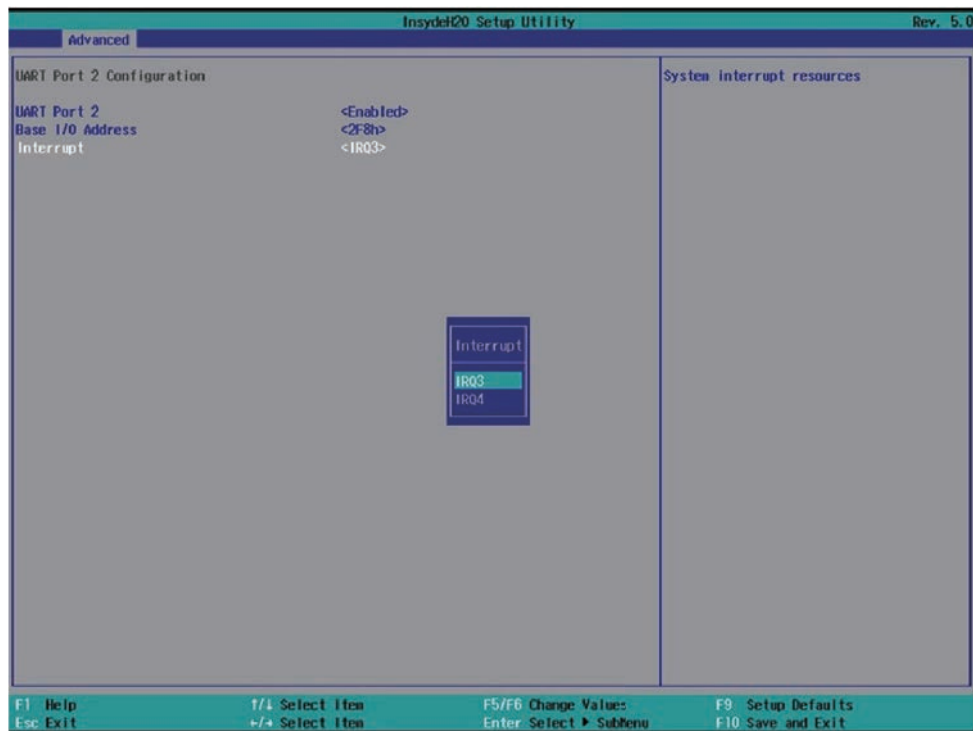 InsydeH20 Setup Utility Rev. 5.0
Advanced
UART Port 2 Configuration
System interrupt resources
UART Port 2 <Enabled>
Base I/O Address <2F8h>
Interrupt <IRQ3>
Interrupt
IRQ3
IRQ4
F1 Help ↑/↓ Select Item F5/F6 Change Values F9 Setup Defaults
Esc Exit ←/→ Select Item Enter Select ▶ SubMenu F10 Save and Exit